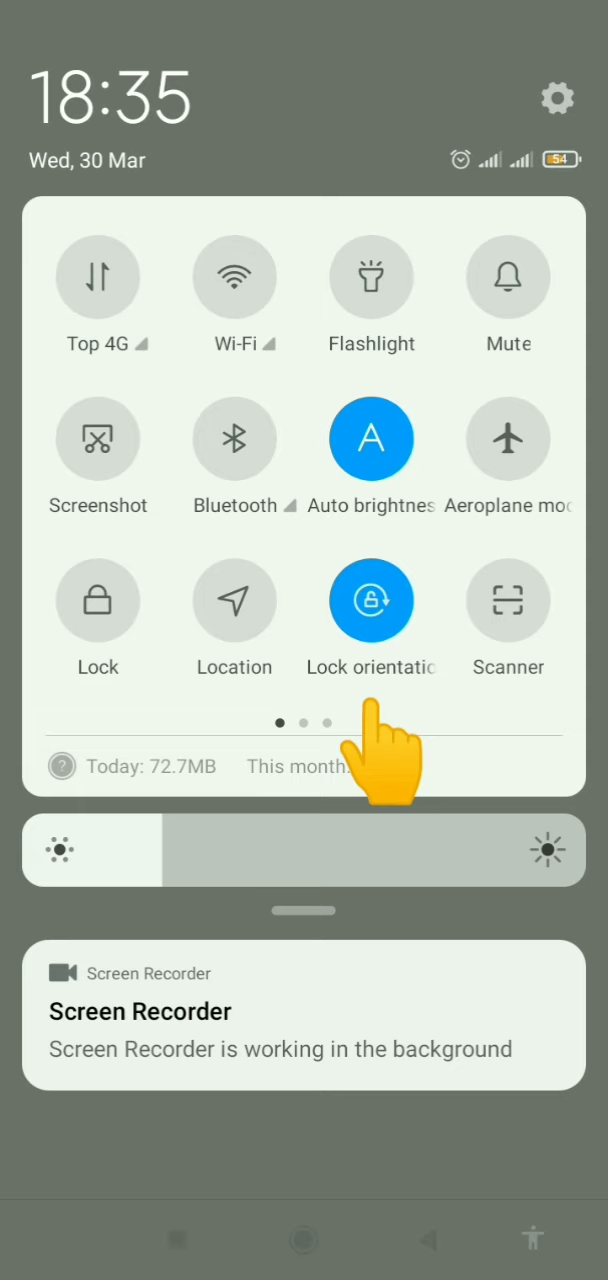 18:35
Wed, 30 Mar
54
Top 4G
Wi-Fi
Flashlight
Mute
Screenshot
Bluetooth
Auto brightnes
Aeroplane mo
A
Lock
Location
Lock orientatio
Scanner
? Today: 72.7MB
This month:
Screen Recorder
Screen Recorder
Screen Recorder is working in the background